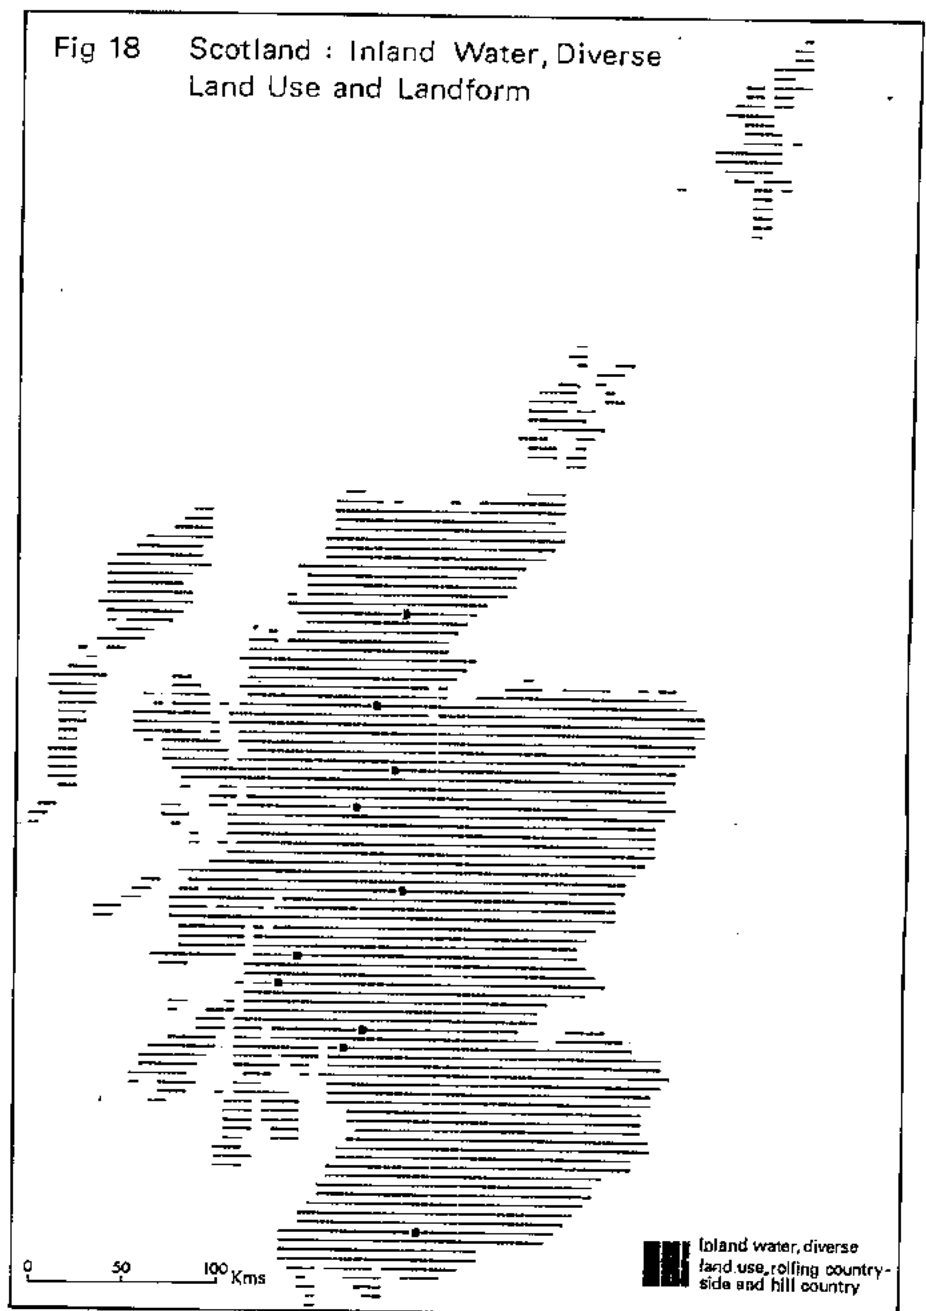 Fig 18 Scotland : Inland Water, Diverse
Land Use and Landform
Inland water, diverse
land use, rolling country-
side and hill country
0 50 100 Kms